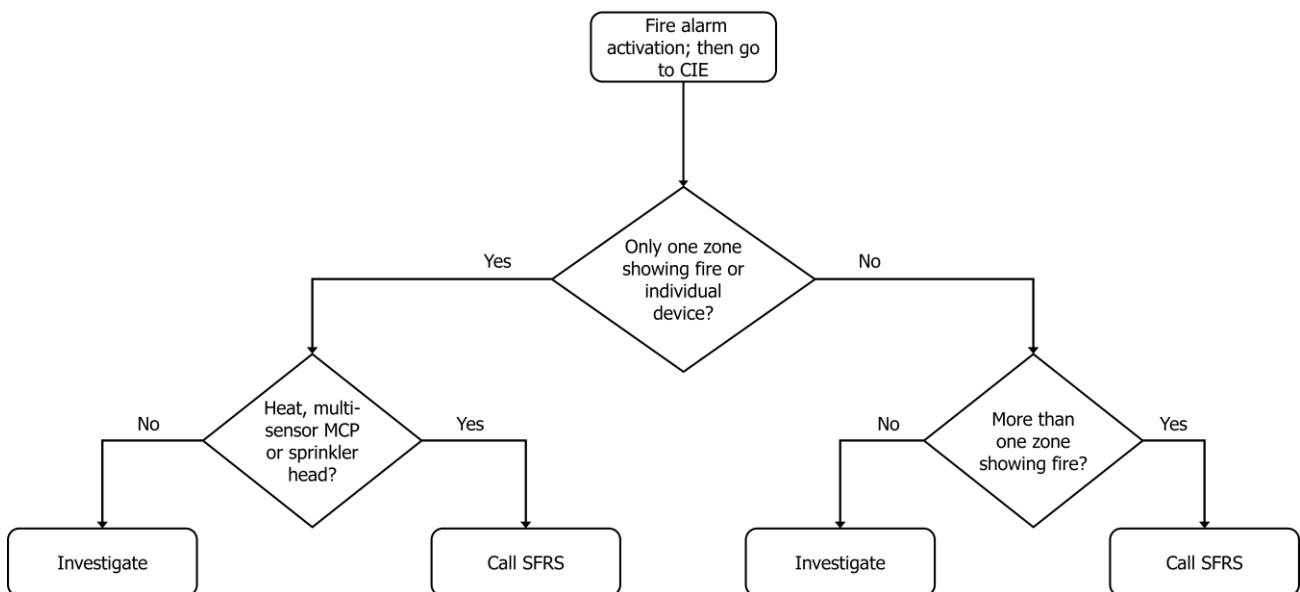 Fire alarm
activation; then go
to CIE
Only one zone
showing fire or
individual
device?
Yes
No
Heat, multi-
sensor MCP
or sprinkler
head?
No
Yes
More than
one zone
showing fire?
No
Yes
Investigate
Call SFRS
Investigate
Call SFRS